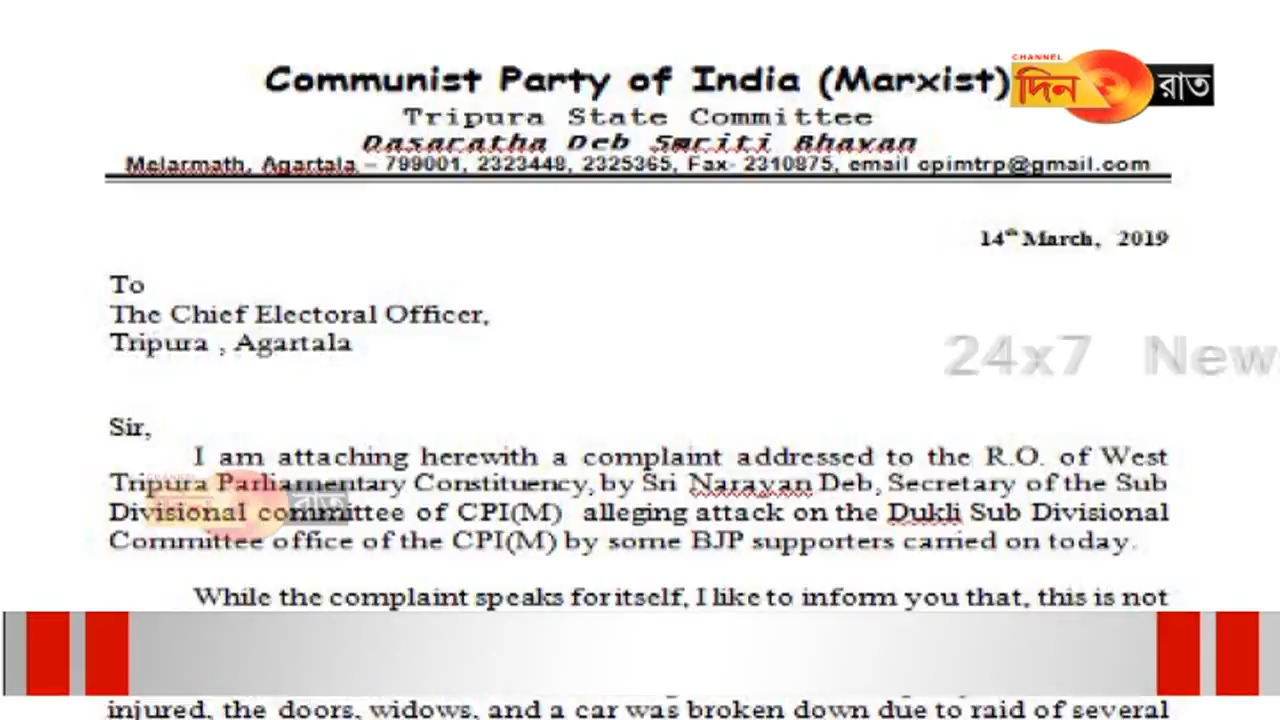 Communist Party of India (Marxist)
CHANNEL
দিন রাত
Tripura State Committee
Dasaratha Deb Smriti Bhavan
Melarmath, Agartala – 799001, 2323448, 2325365, Fax- 2310875, email cpimtrp@gmail.com
14th March, 2019
To
The Chief Electoral Officer,
Tripura , Agartala
24x7 News
Sir,
I am attaching herewith a complaint addressed to the R.O. of West
Tripura Parliamentary Constituency, by Sri Narayan Deb, Secretary of the Sub
Divisional committee of CPI(M) alleging attack on the Dukli Sub Divisional
Committee office of the CPI(M) by some BJP supporters carried on today.
While the complaint speaks for itself, I like to inform you that, this is not
injured, the doors, widows, and a car was broken down due to raid of several